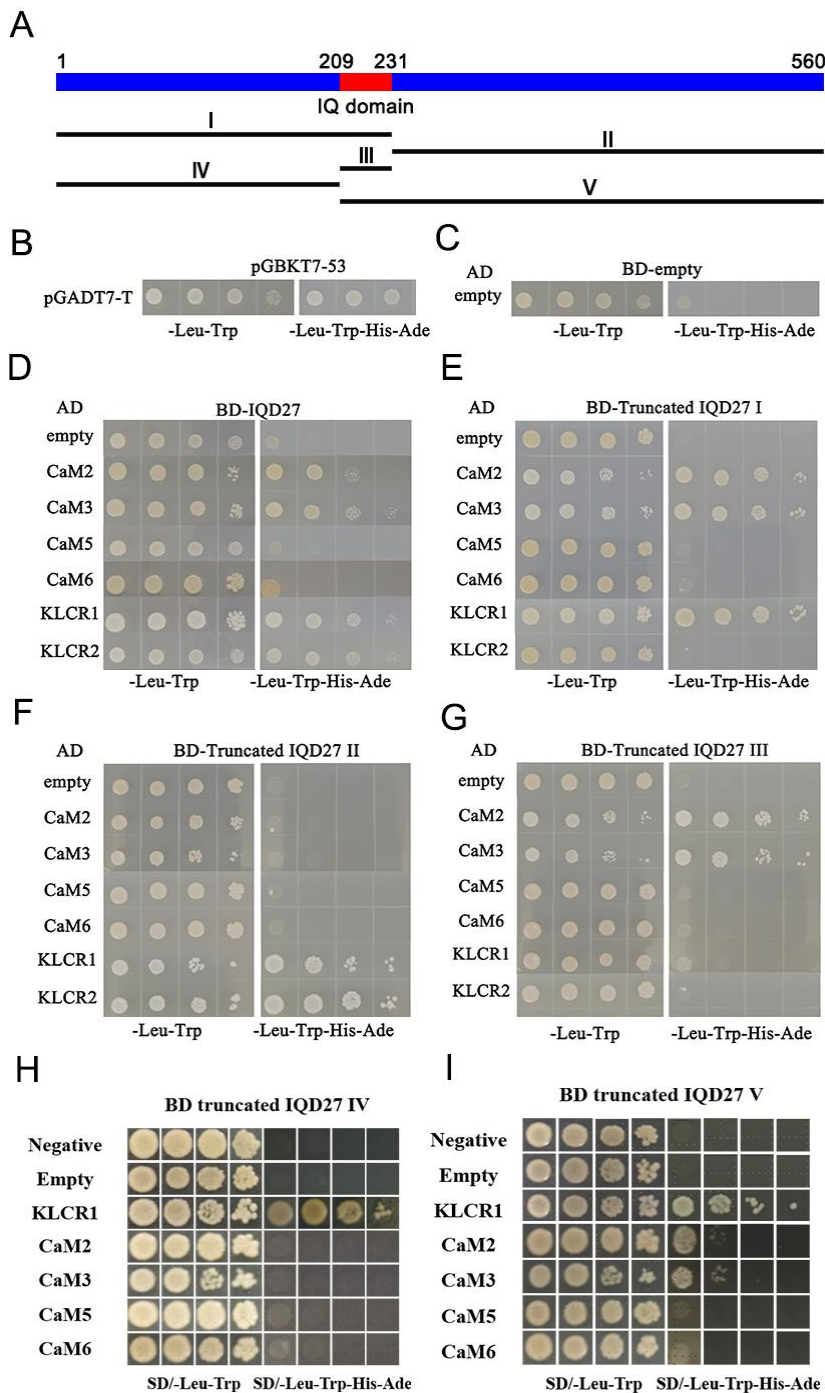 A
1 209 231 560
IQ domain
I
II
III
IV
V
B
pGBKT7-53
pGADT7-T
-Leu-Trp -Leu-Trp-His-Ade
C
AD BD-empty
empty
-Leu-Trp -Leu-Trp-His-Ade
D
AD BD-IQD27
empty
CaM2
CaM3
CaM5
CaM6
KLCR1
KLCR2
-Leu-Trp -Leu-Trp-His-Ade
E
AD BD-Truncated IQD27 I
empty
CaM2
CaM3
CaM5
CaM6
KLCR1
KLCR2
-Leu-Trp -Leu-Trp-His-Ade
F
AD BD-Truncated IQD27 II
empty
CaM2
CaM3
CaM5
CaM6
KLCR1
KLCR2
-Leu-Trp -Leu-Trp-His-Ade
G
AD BD-Truncated IQD27 III
empty
CaM2
CaM3
CaM5
CaM6
KLCR1
KLCR2
-Leu-Trp -Leu-Trp-His-Ade
H
BD truncated IQD27 IV
Negative
Empty
KLCR1
CaM2
CaM3
CaM5
CaM6
SD/-Leu-Trp SD/-Leu-Trp-His-Ade
I
BD truncated IQD27 V
Negative
Empty
KLCR1
CaM2
CaM3
CaM5
CaM6
SD/-Leu-Trp SD/-Leu-Trp-His-Ade